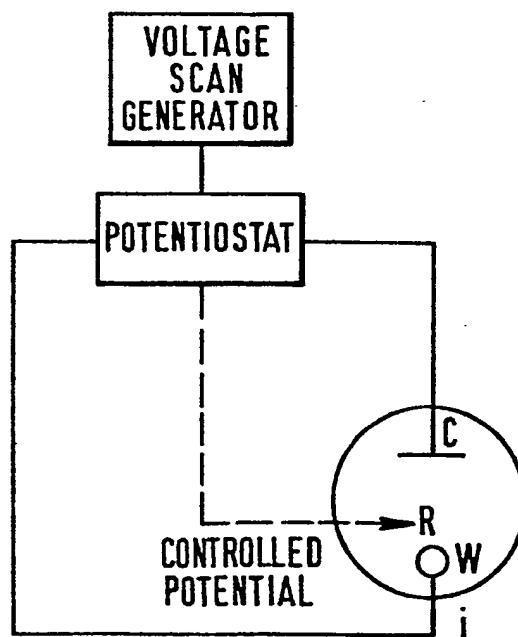 VOLTAGE
SCAN
GENERATOR
POTENTIOSTAT
C
R
W
CONTROLLED
POTENTIAL
i